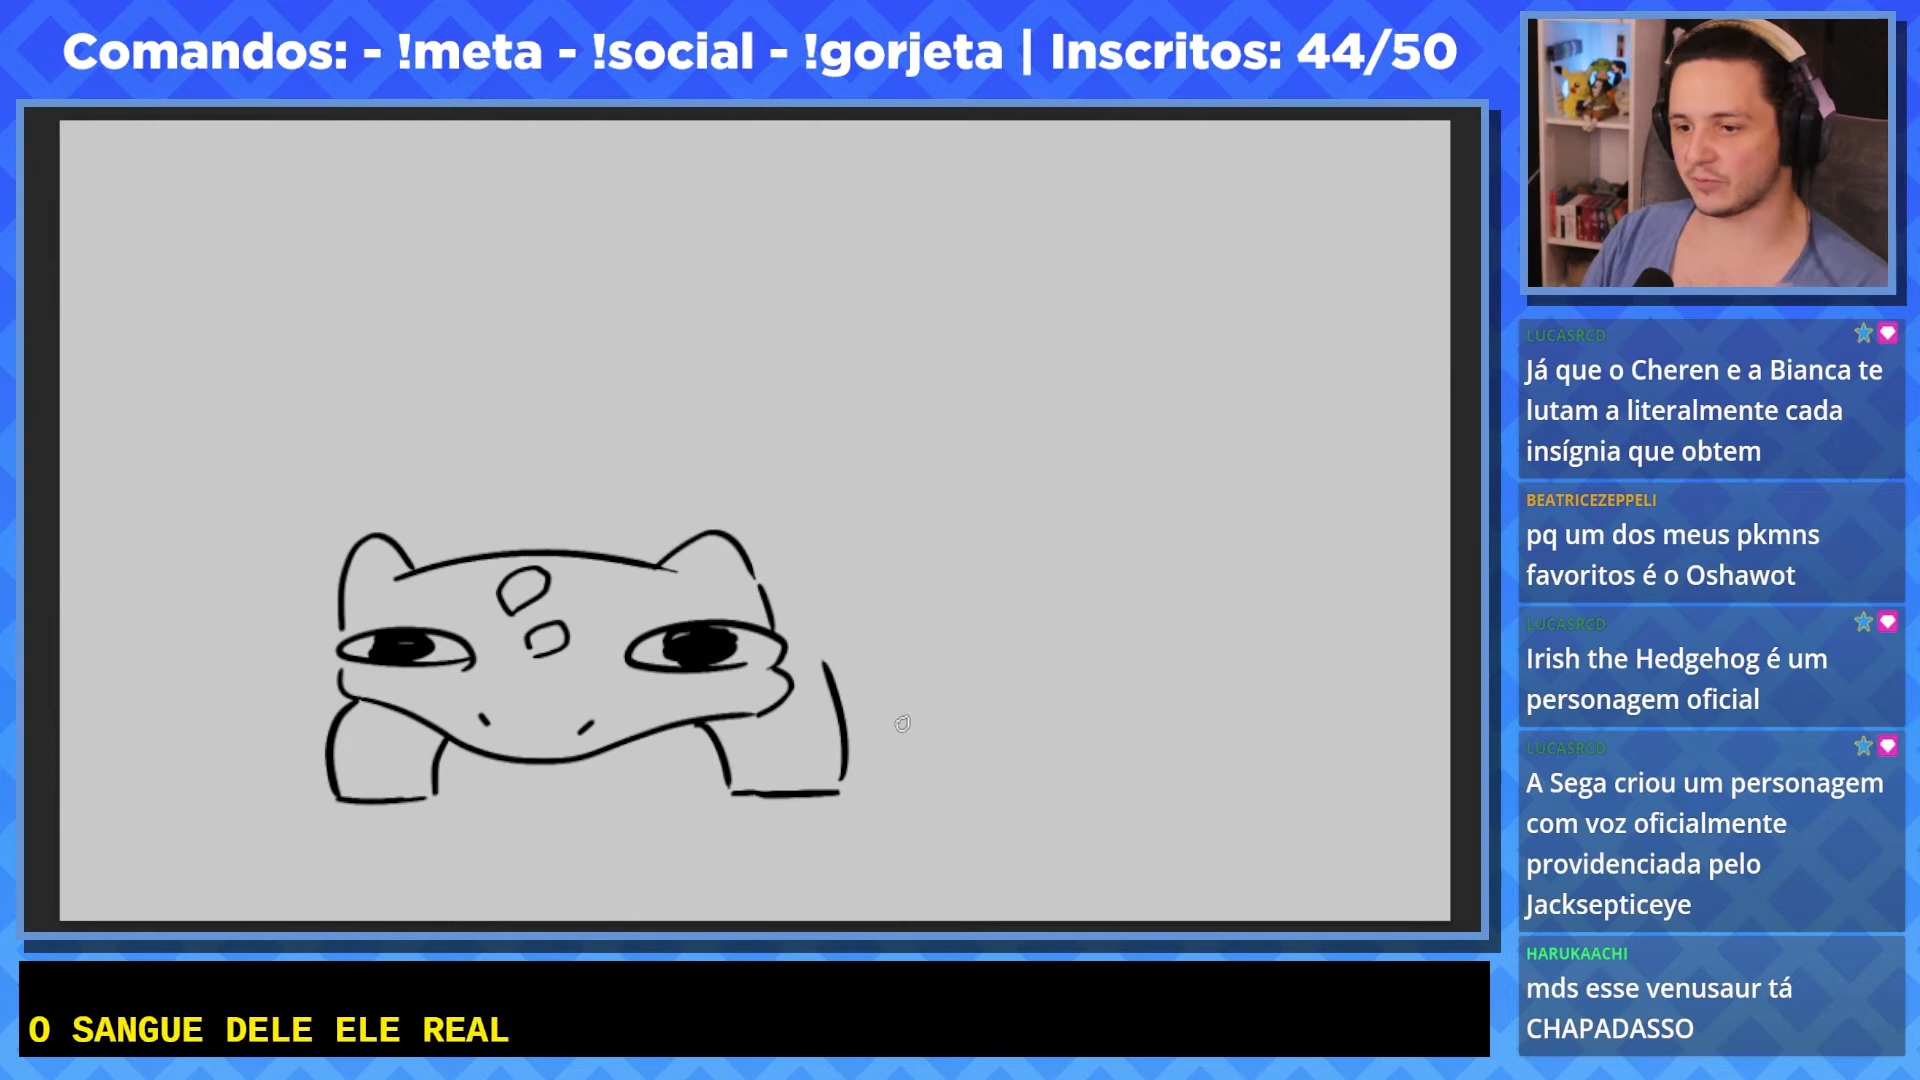 Comandos: - !meta - !social - !gorjeta | Inscritos: 44/50
LUCASRCD
Já que o Cheren e a Bianca te
lutam a literalmente cada
insígnia que obtem
BEATRICEZEPPELI
pq um dos meus pkmns
favoritos é o Oshawot
LUCASRCD
Irish the Hedgehog é um
personagem oficial
LUCASRCD
A Sega criou um personagem
com voz oficialmente
providenciada pelo
Jacksepticeye
HARUKAACHI
mds esse venusaur tá
CHAPADASSO
O SANGUE DELE ELE REAL